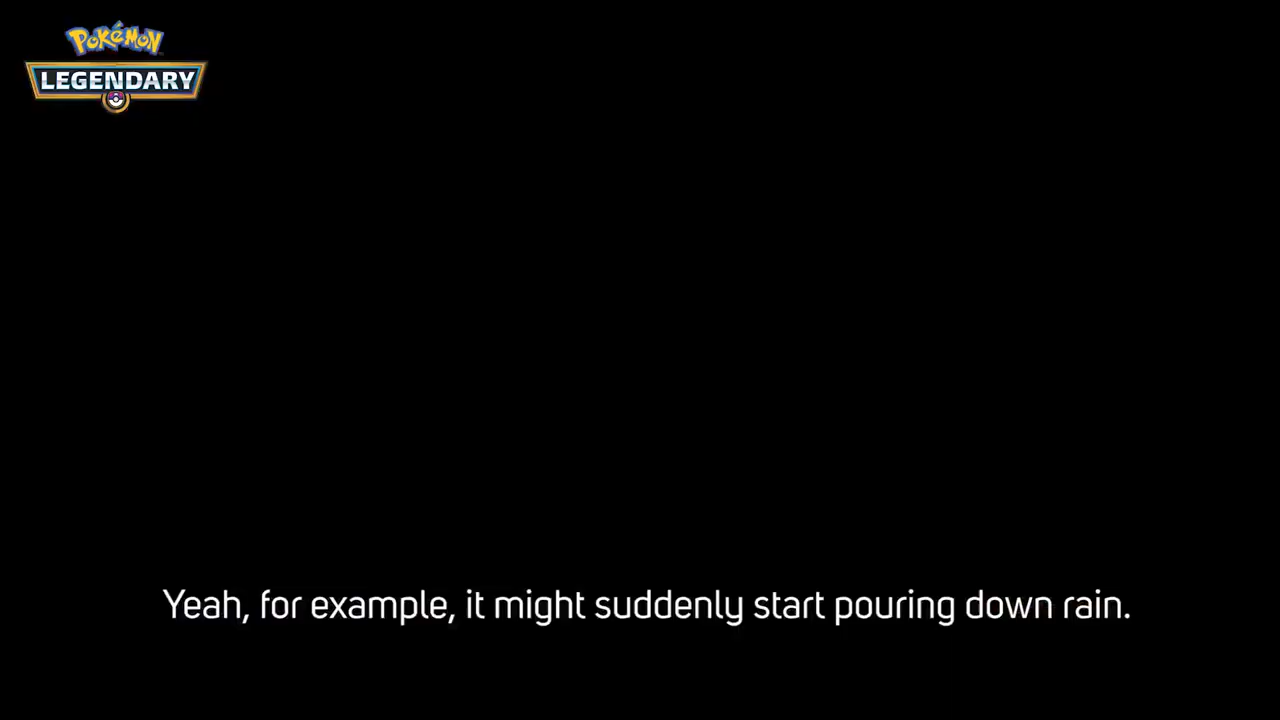 POKéMON
LEGENDARY
Yeah, for example, it might suddenly start pouring down rain.